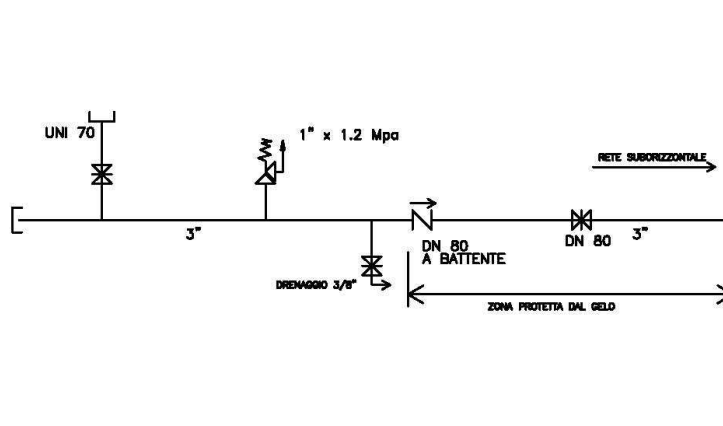 UNI 70
1" x 1.2 Mpa
RETE SUBORIZZONTALE
3"
DN 80
A BATTENTE
DN 80
3"
DRENAGGIO 3/8"
ZONA PROTETTA DAL GELO